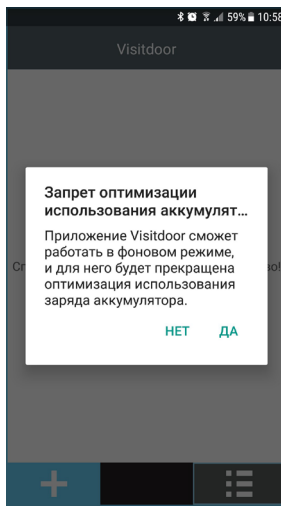 59% 10:58
Visitdoor
Запрет оптимизации
использования аккумулят...
Приложение Visitdoor сможет
работать в фоновом режиме,
и для него будет прекращена
оптимизация использования
заряда аккумулятора.
НЕТ ДА